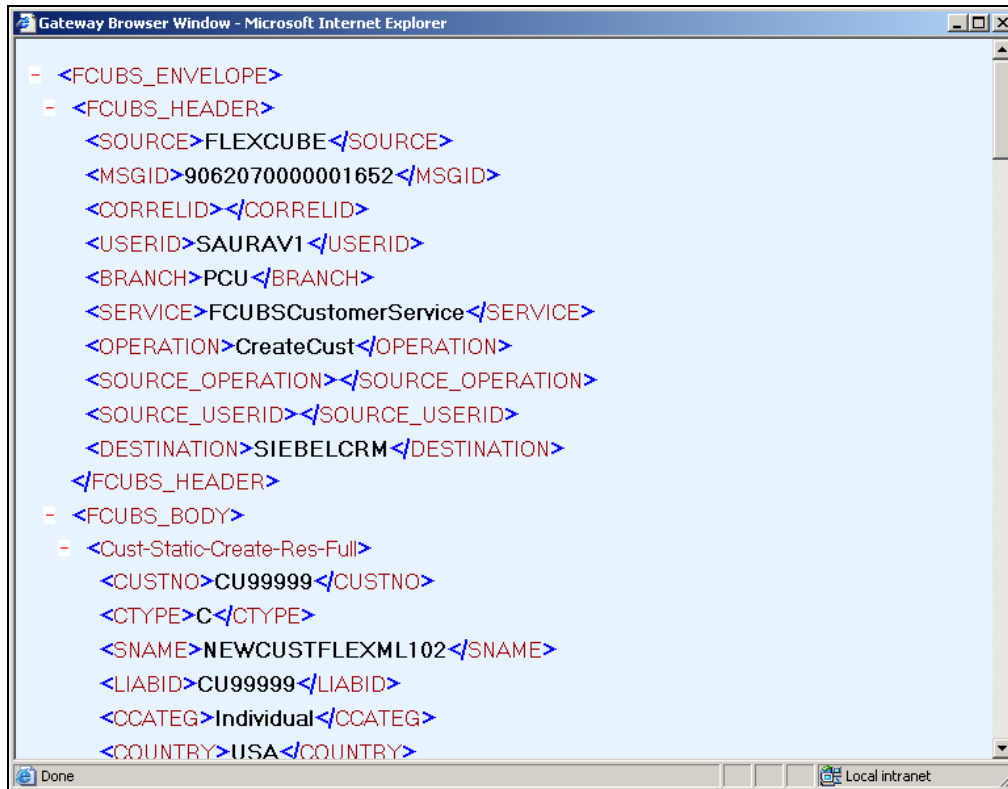 Gateway Browser Window - Microsoft Internet Explorer
- <FCUBS_ENVELOPE>
- <FCUBS_HEADER>
<SOURCE>FLEXCUBE</SOURCE>
<MSGID>9062070000001652</MSGID>
<CORRELID></CORRELID>
<USERID>SAURAV1</USERID>
<BRANCH>PCU</BRANCH>
<SERVICE>FCUBSCustomerService</SERVICE>
<OPERATION>CreateCust</OPERATION>
<SOURCE_OPERATION></SOURCE_OPERATION>
<SOURCE_USERID></SOURCE_USERID>
<DESTINATION>SIEBELCRM</DESTINATION>
</FCUBS_HEADER>
- <FCUBS_BODY>
- <Cust-Static-Create-Res-Full>
<CUSTNO>CU99999</CUSTNO>
<CTYPE>C</CTYPE>
<SNAME>NEWCUSTFLEXML102</SNAME>
<LIABID>CU99999</LIABID>
<CCATEG>Individual</CCATEG>
<COUNTRY>USA</COUNTRY>
Done
Local intranet